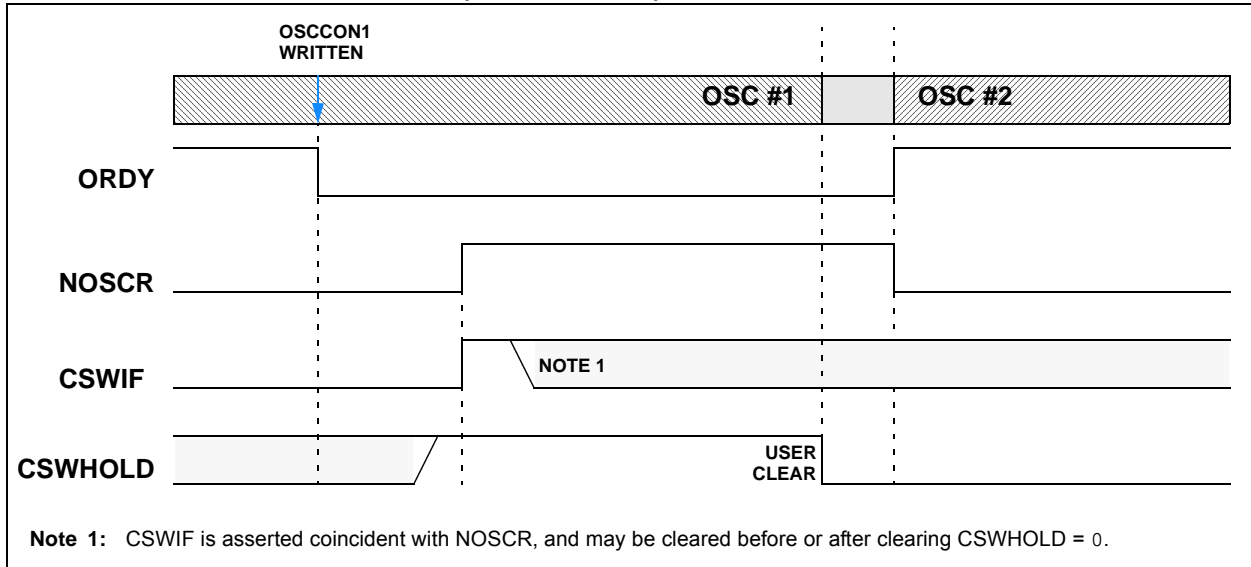 OSCCON1
WRITTEN
OSC #1
OSC #2
ORDY
NOSCR
CSWIF
NOTE 1
CSWHOLD
USER
CLEAR
Note 1: CSWIF is asserted coincident with NOSCR, and may be cleared before or after clearing CSWHOLD = 0.